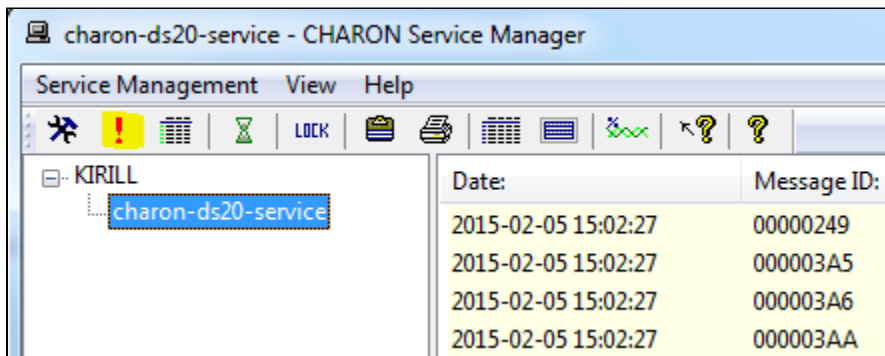 charon-ds20-service - CHARON Service Manager
Service Management View Help
LOCK
KIRILL
charon-ds20-service
Date: Message ID:
2015-02-05 15:02:27 00000249
2015-02-05 15:02:27 000003A5
2015-02-05 15:02:27 000003A6
2015-02-05 15:02:27 000003AA